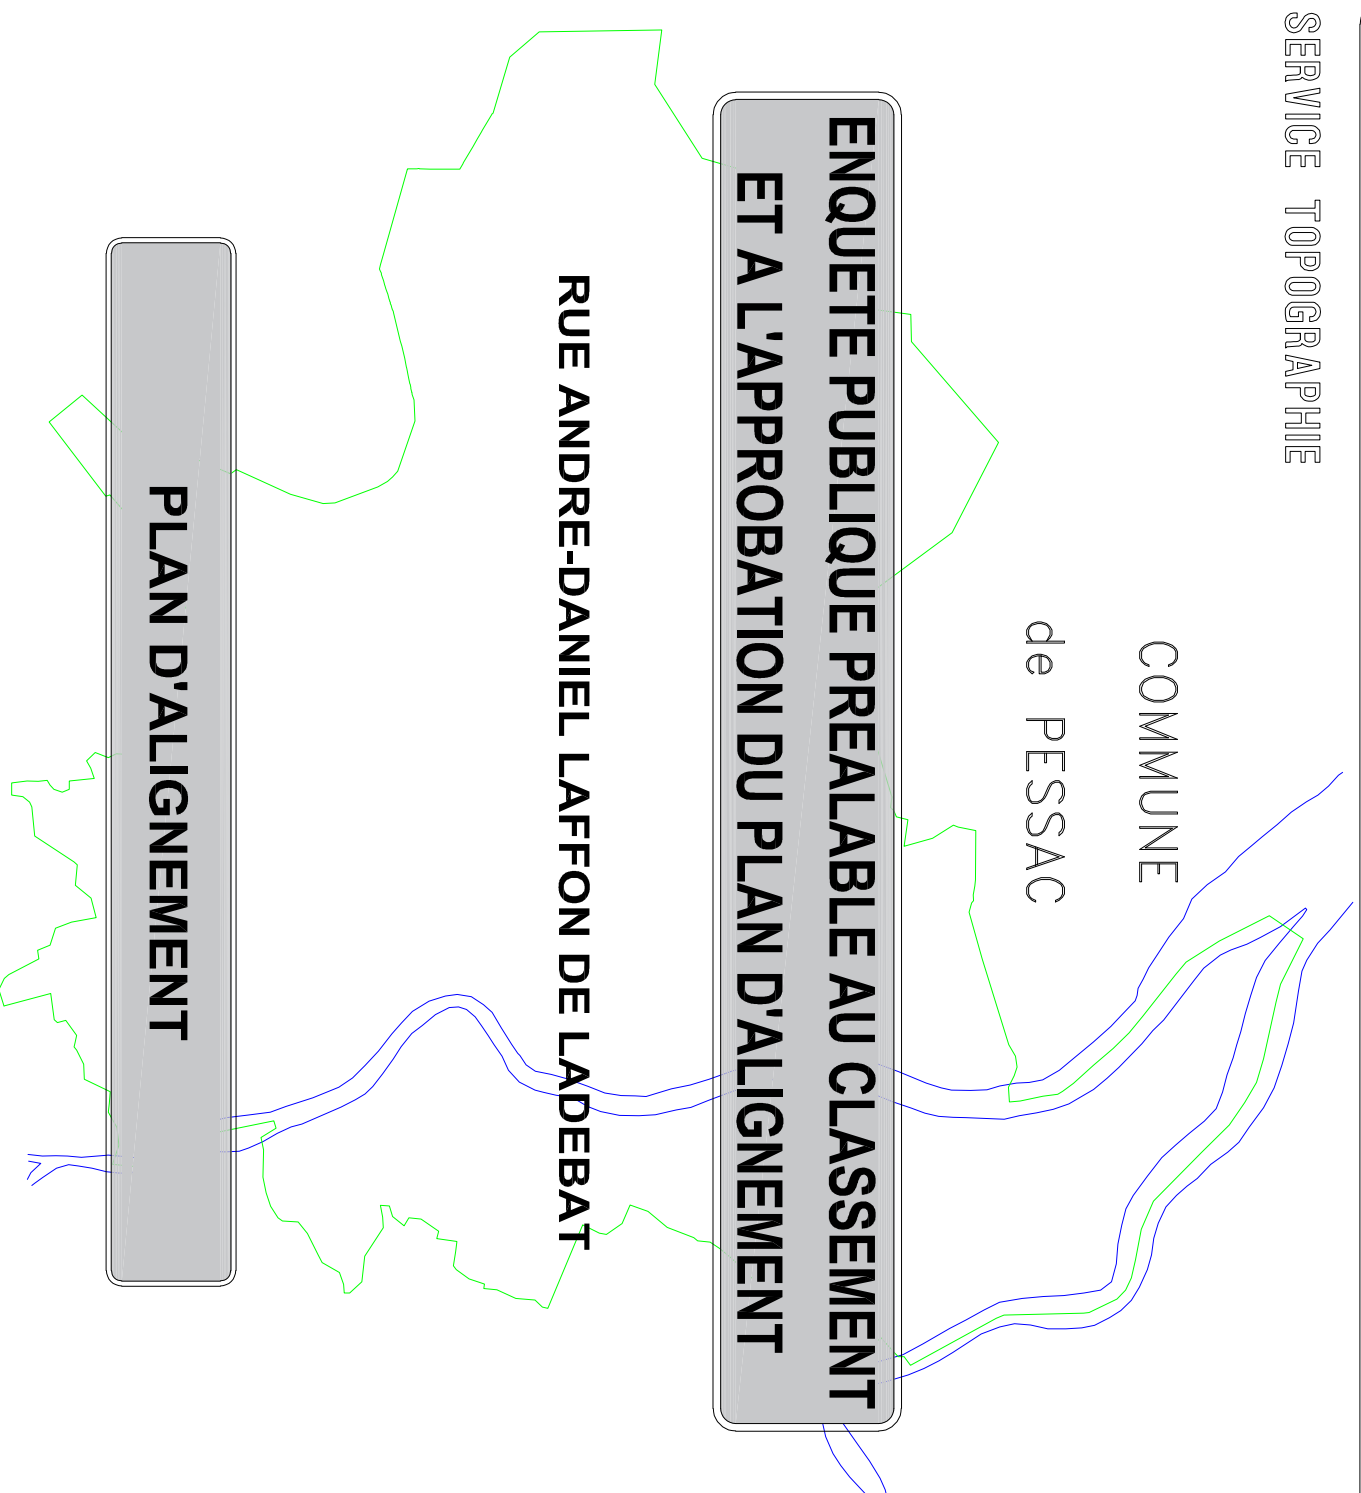 SERVICE TOPOGRAPHIE
COMMUNE
de PESSAC
ENQUETE PUBLIQUE PREALABLE AU CLASSEMENT
ET A L'APPROBATION DU PLAN D'ALIGNEMENT
RUE ANDRE-DANIEL LAFFON DE LADEBAT
PLAN D'ALIGNEMENT